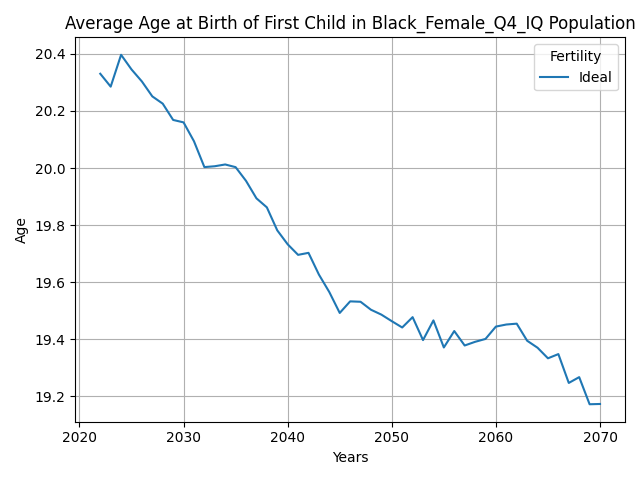 Average Age at Birth of First Child in Black_Female_Q4_IQ Population
Fertility
Ideal
20.4
20.2
20.0
19.8
19.6
19.4
19.2
Age
2020 2030 2040 2050 2060 2070
Years